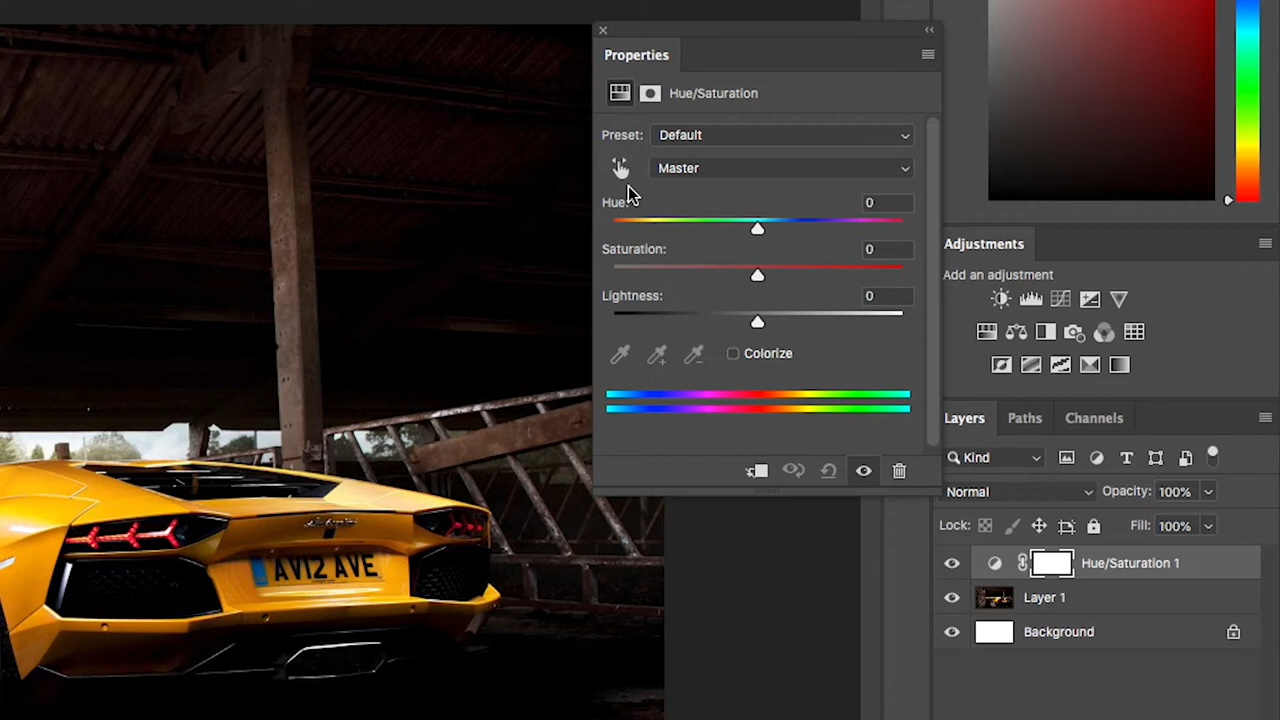 Properties
Hue/Saturation
Preset: Default
Master
Hue: 0
Saturation: 0
Lightness: 0
Colorize
Adjustments
Add an adjustment
Layers Paths Channels
Kind
Normal Opacity: 100%
Lock: Fill: 100%
Hue/Saturation 1
Layer 1
Background
AV12 AVE